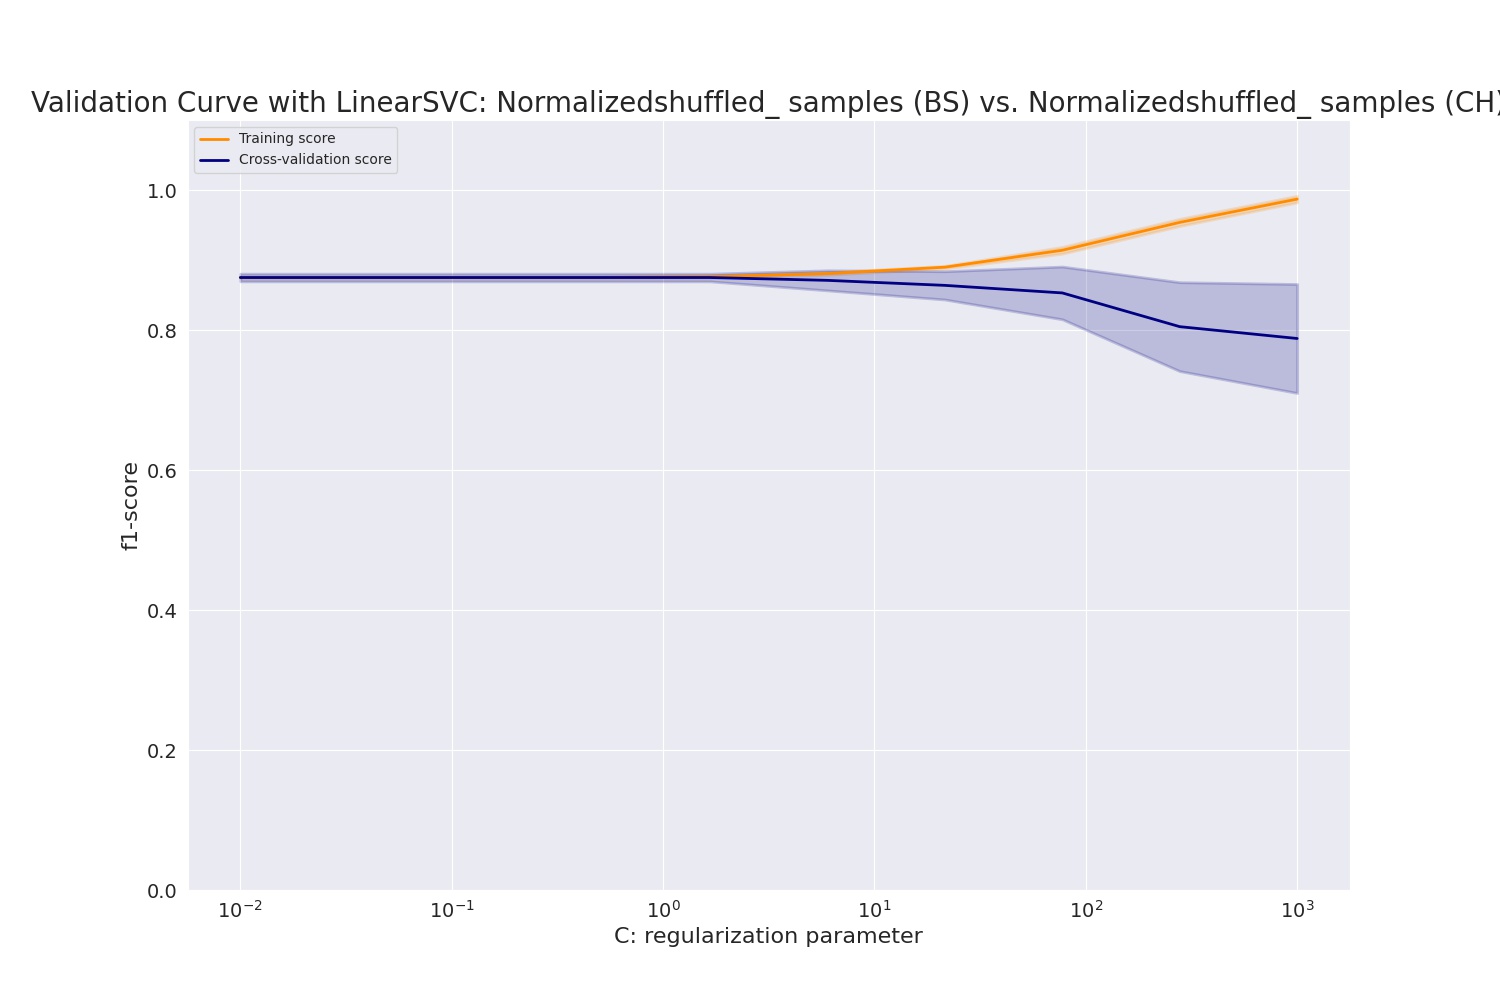 Validation Curve with LinearSVC: Normalizedshuffled_ samples (BS) vs. Normalizedshuffled_ samples (CH)
Training score
Cross-validation score
1.0
0.8
0.6
0.4
0.2
0.0
f1-score
10⁻² 10⁻¹ 10⁰ 10¹ 10² 10³
C: regularization parameter